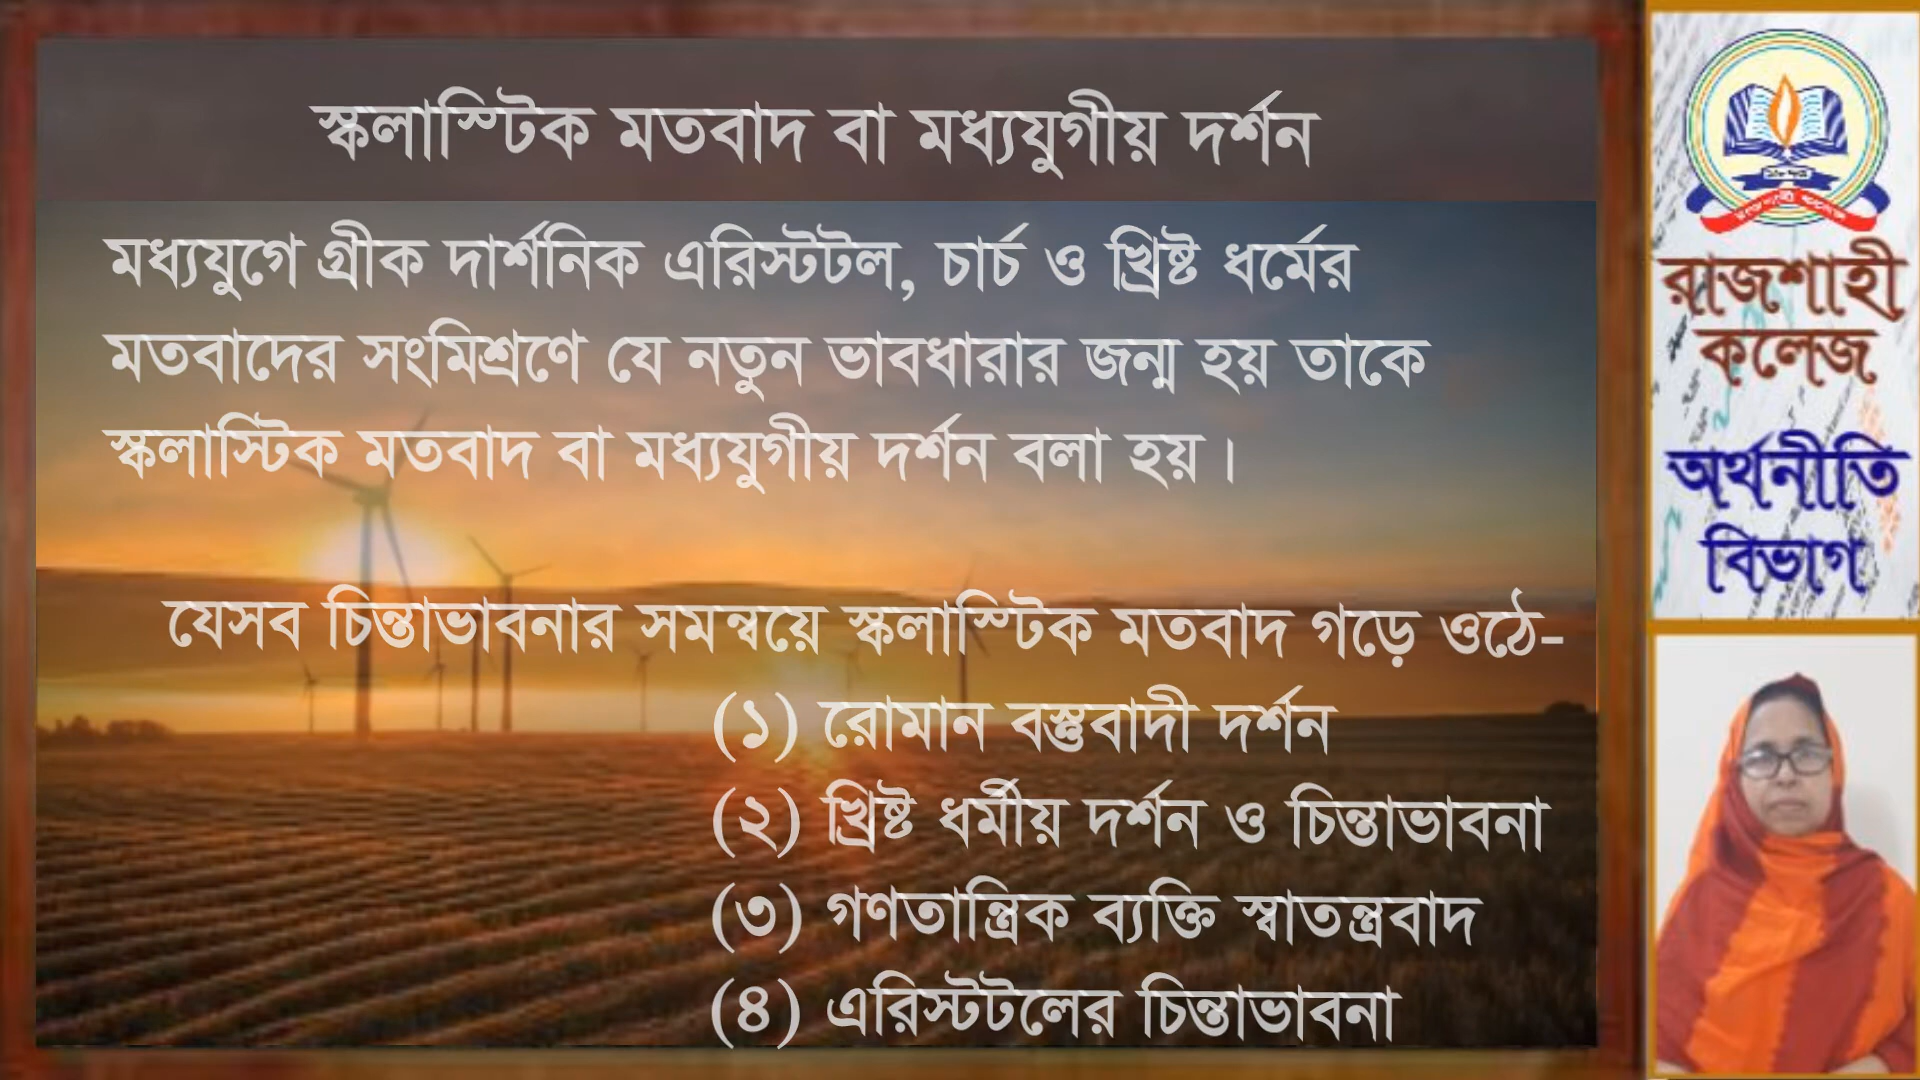 স্কলাস্টিক মতবাদ বা মধ্যযুগীয় দর্শন
মধ্যযুগে গ্রীক দার্শনিক এরিস্টটল, চার্চ ও খ্রিষ্ট ধর্মের
মতবাদের সংমিশ্রণে যে নতুন ভাবধারার জন্ম হয় তাকে
স্কলাস্টিক মতবাদ বা মধ্যযুগীয় দর্শন বলা হয়।
যেসব চিন্তাভাবনার সমন্বয়ে স্কলাস্টিক মতবাদ গড়ে ওঠে-
(১) রোমান বস্তুবাদী দর্শন
(২) খ্রিষ্ট ধর্মীয় দর্শন ও চিন্তাভাবনা
(৩) গণতান্ত্রিক ব্যক্তি স্বাতন্ত্রবাদ
(৪) এরিস্টটলের চিন্তাভাবনা
রাজশাহী
কলেজ
অর্থনীতি
বিভাগ